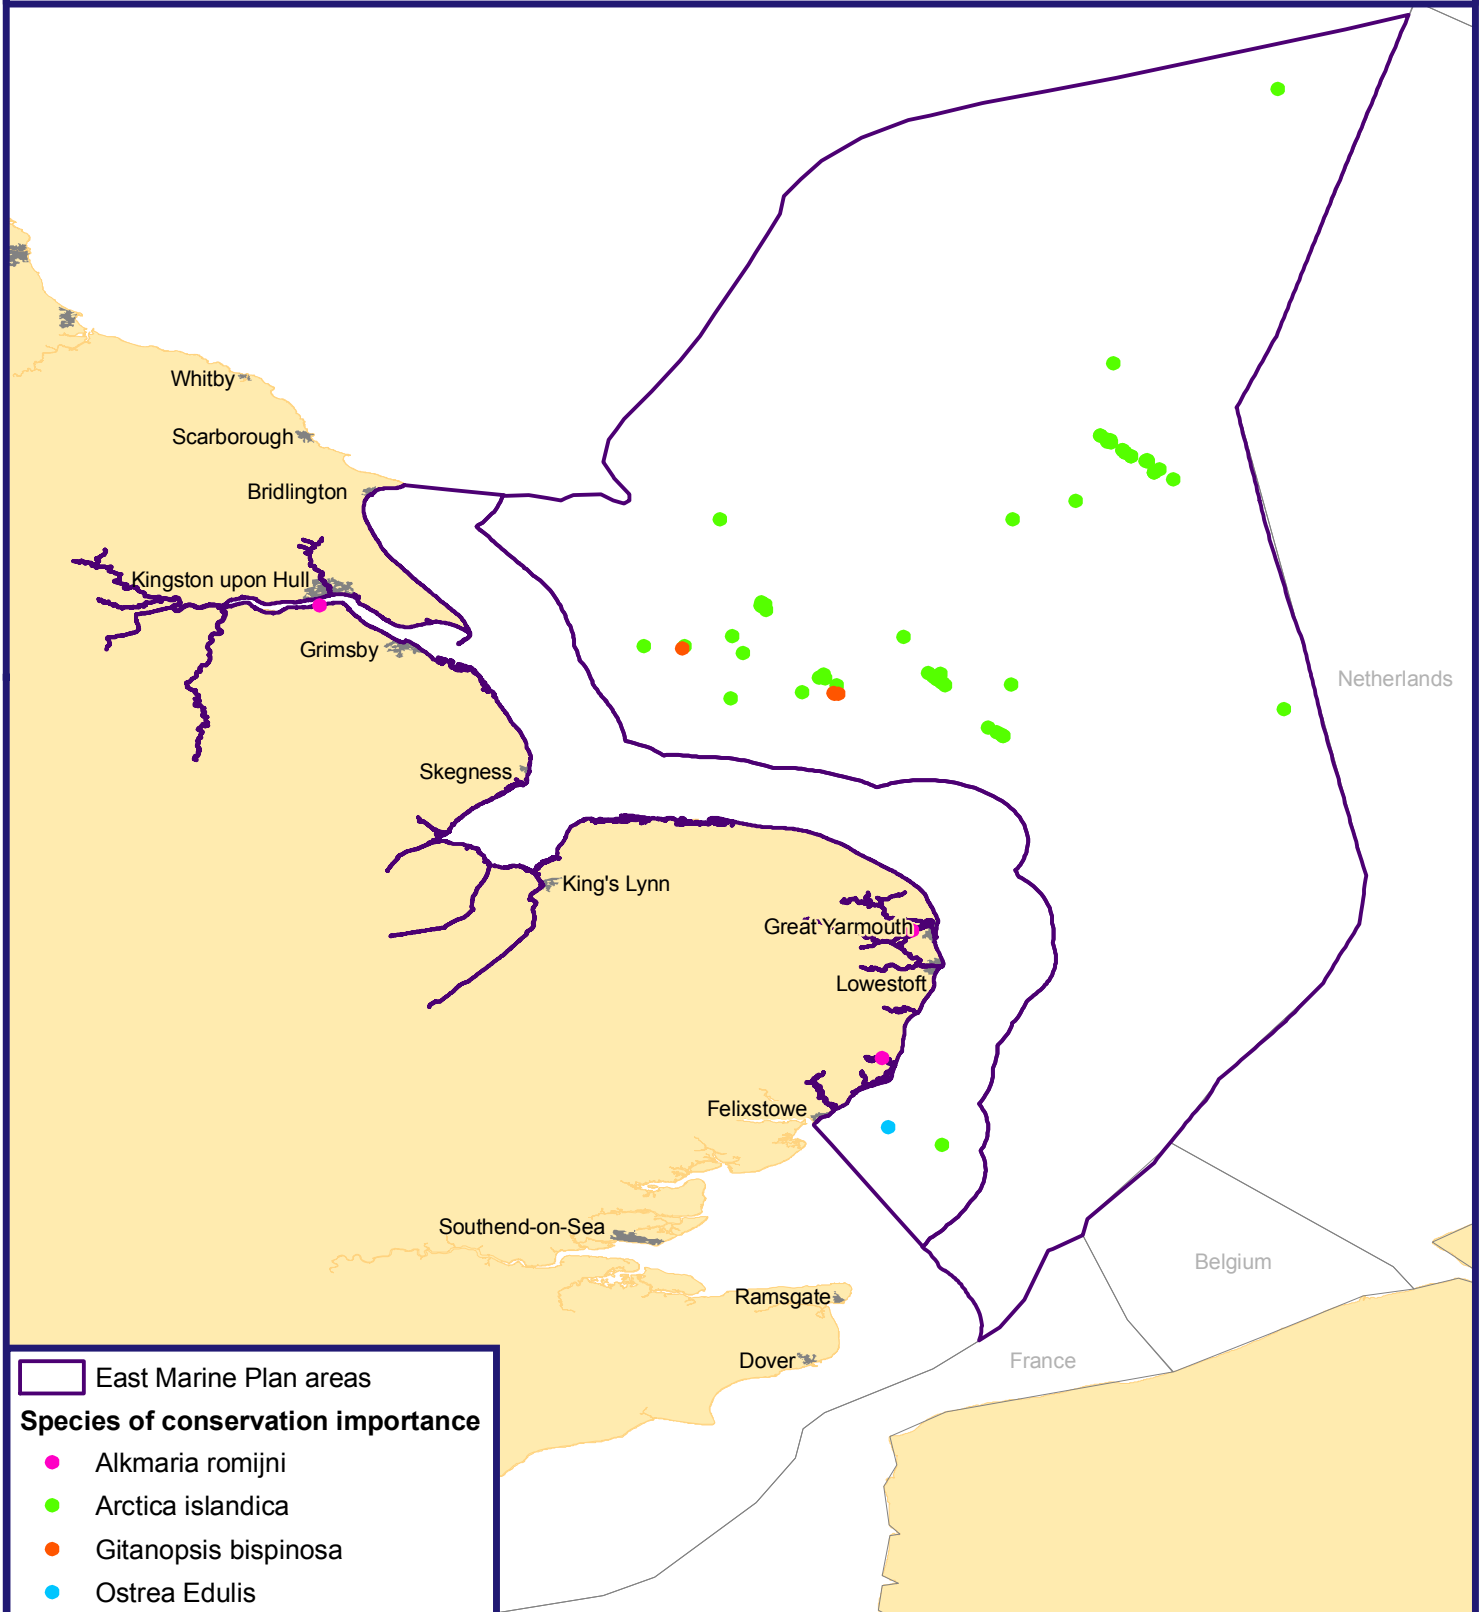 Whitby
Scarborough
Bridlington
Kingston upon Hull
Grimsby
Netherlands
Skegness
King's Lynn
Great Yarmouth
Lowestoft
Felixstowe
Southend-on-Sea
Belgium
Ramsgate
Dover
France
East Marine Plan areas
Species of conservation importance
Alkmaria romijni
Arctica islandica
Gitanopsis bispinosa
Ostrea Edulis